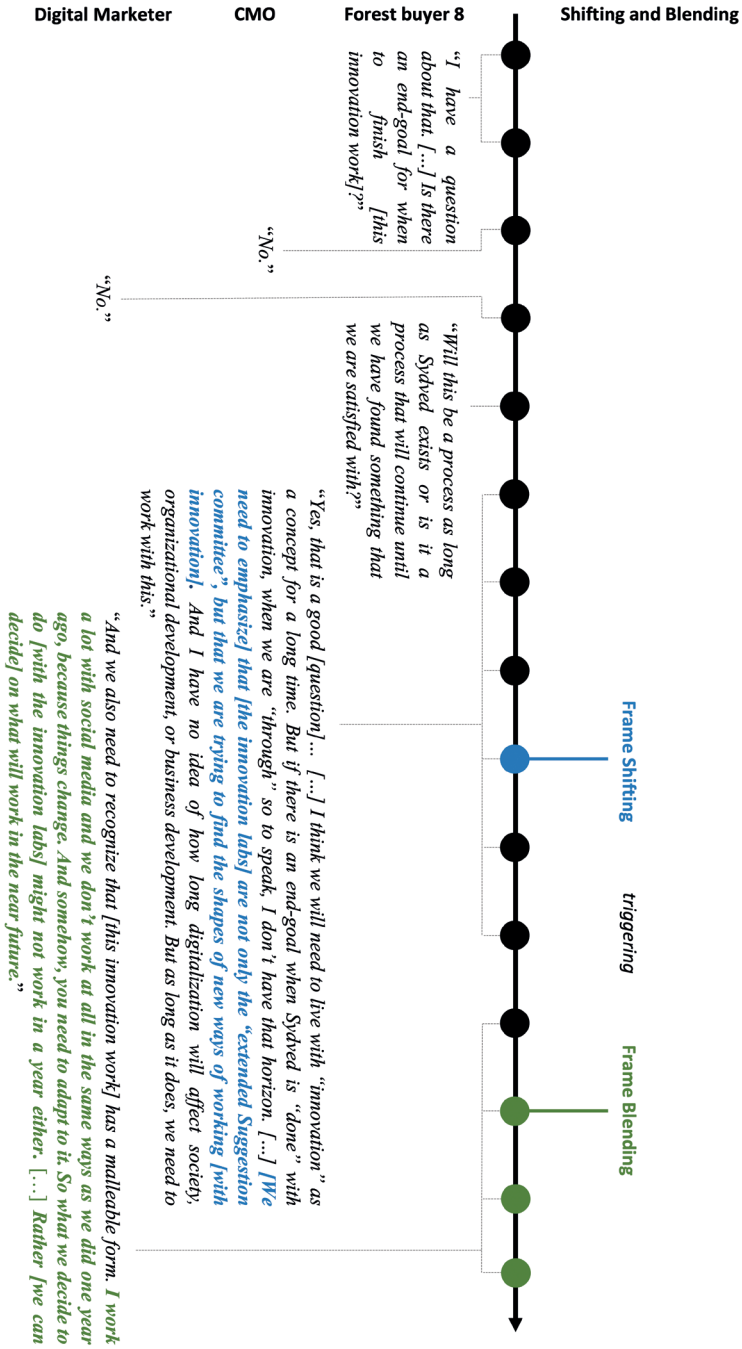 Shifting and Blending
Frame Shifting
triggering
Frame Blending
Forest buyer 8
“I have a question
about that. [...] Is there
an end-goal for when
to finish [this
innovation work]?”
“Will this be a process as long
as Sydved exists or is it a
process that will continue until
we have found something that
we are satisfied with?”
CMO
“No.”
“Yes, that is a good [question]... [...] I think we will need to live with “innovation” as
a concept for a long time. But if there is an end-goal when Sydved is “done” with
innovation, when we are “through” so to speak, I don’t have that horizon. [...] [We
need to emphasize] that [the innovation labs] are not only the “extended Suggestion
committee”, but that we are trying to find the shapes of new ways of working [with
innovation]. And I have no idea of how long digitalization will affect society,
organizational development, or business development. But as long as it does, we need to
work with this.”
Digital Marketer
“No.”
“And we also need to recognize that [this innovation work] has a malleable form. I work
a lot with social media and we don’t work at all in the same ways as we did one year
ago, because things change. And somehow, you need to adapt to it. So what we decide to
do [with the innovation labs] might not work in a year either. [...] Rather [we can
decide] on what will work in the near future.”